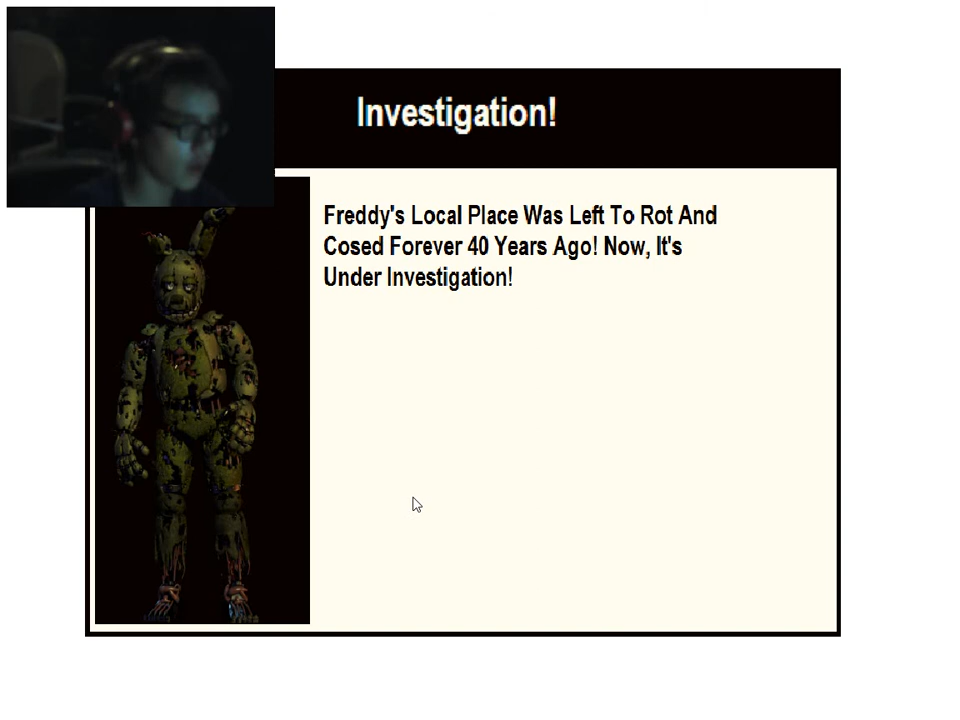 Investigation!
Freddy's Local Place Was Left To Rot And
Cosed Forever 40 Years Ago! Now, It's
Under Investigation!